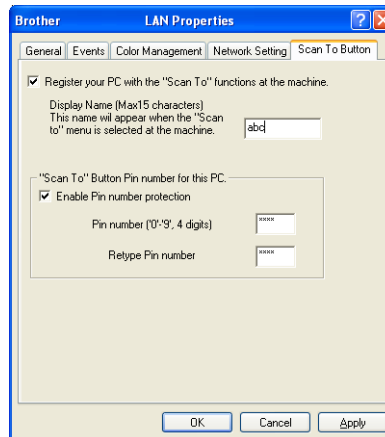 Brother LAN Properties
General Events Color Management Network Setting Scan To Button
Register your PC with the "Scan To" functions at the machine.
Display Name (Max15 characters)
This name wil appear when the "Scan
to" menu is selected at the machine.
abc
"Scan To" Button Pin number for this PC.
Enable Pin number protection
Pin number ('0'-'9', 4 digits) ****
Retype Pin number ****
OK Cancel Apply